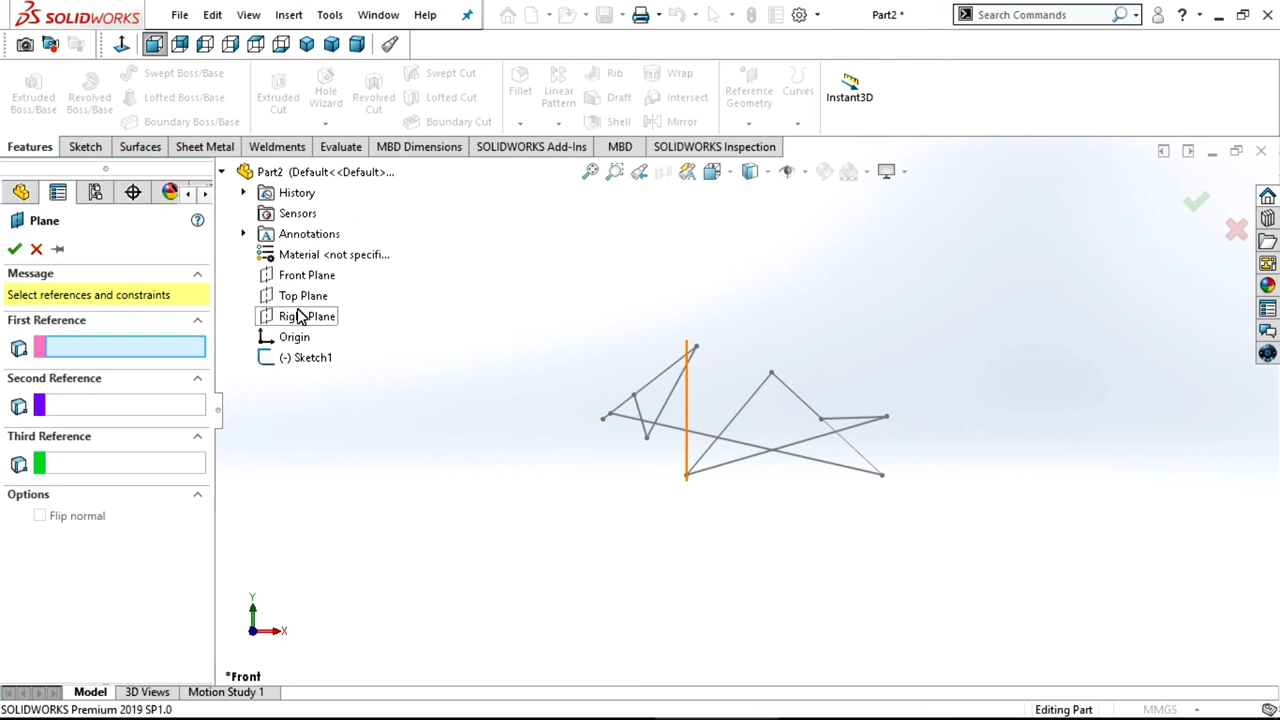 SOLIDWORKS
File Edit View Insert Tools Window Help
Part2 *
Search Commands
?
Extruded Boss/Base
Revolved Boss/Base
Swept Boss/Base
Lofted Boss/Base
Boundary Boss/Base
Extruded Cut
Hole Wizard
Revolved Cut
Swept Cut
Lofted Cut
Boundary Cut
Fillet
Linear Pattern
Rib
Draft
Shell
Wrap
Intersect
Mirror
Reference Geometry
Curves
Instant3D
Features Sketch Surfaces Sheet Metal Weldments Evaluate MBD Dimensions SOLIDWORKS Add-Ins MBD SOLIDWORKS Inspection
Part2 (Default<<Default>...
History
Sensors
Annotations
Material <not specifi...
Front Plane
Top Plane
Right Plane
Origin
(-) Sketch1
Plane
?
Message
Select references and constraints
First Reference
Second Reference
Third Reference
Options
Flip normal
Y
X
*Front
Model 3D Views Motion Study 1
SOLIDWORKS Premium 2019 SP1.0
Editing Part
MMGS